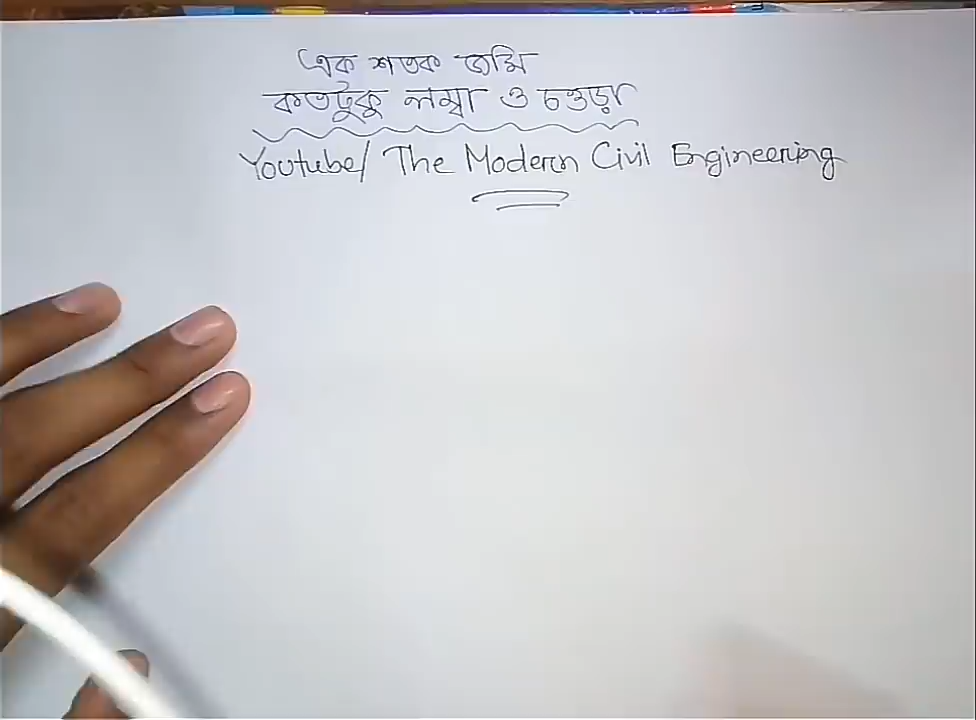 এক শতক জমি
কতটুকু লম্বা ও চওড়া
Youtube/ The Modern Civil Engineering